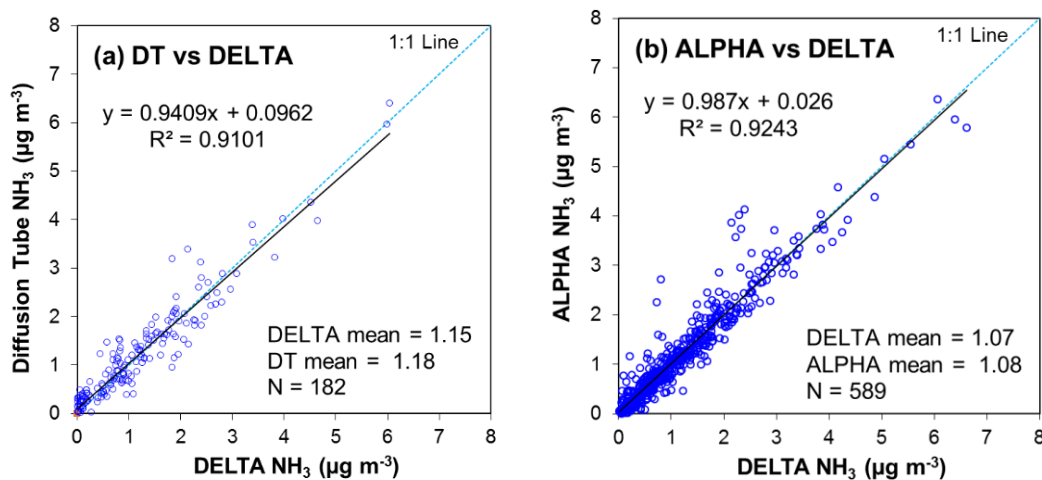 (a) DT vs DELTA
1:1 Line
y = 0.9409x + 0.0962
R² = 0.9101
DELTA mean = 1.15
DT mean = 1.18
N = 182
Diffusion Tube NH₃ (µg m⁻³)
8
7
6
5
4
3
2
1
0
0 1 2 3 4 5 6 7 8
DELTA NH₃ (µg m⁻³)
(b) ALPHA vs DELTA
1:1 Line
y = 0.987x + 0.026
R² = 0.9243
DELTA mean = 1.07
ALPHA mean = 1.08
N = 589
ALPHA NH₃ (µg m⁻³)
8
7
6
5
4
3
2
1
0
0 1 2 3 4 5 6 7 8
DELTA NH₃ (µg m⁻³)